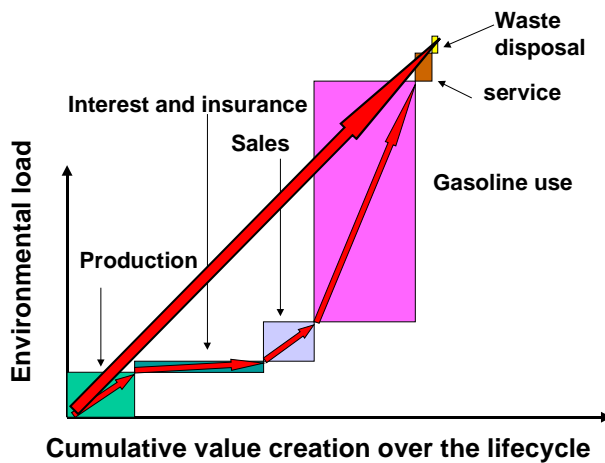 Waste
disposal
Interest and insurance
service
Sales
Gasoline use
Production
Environmental load
Cumulative value creation over the lifecycle